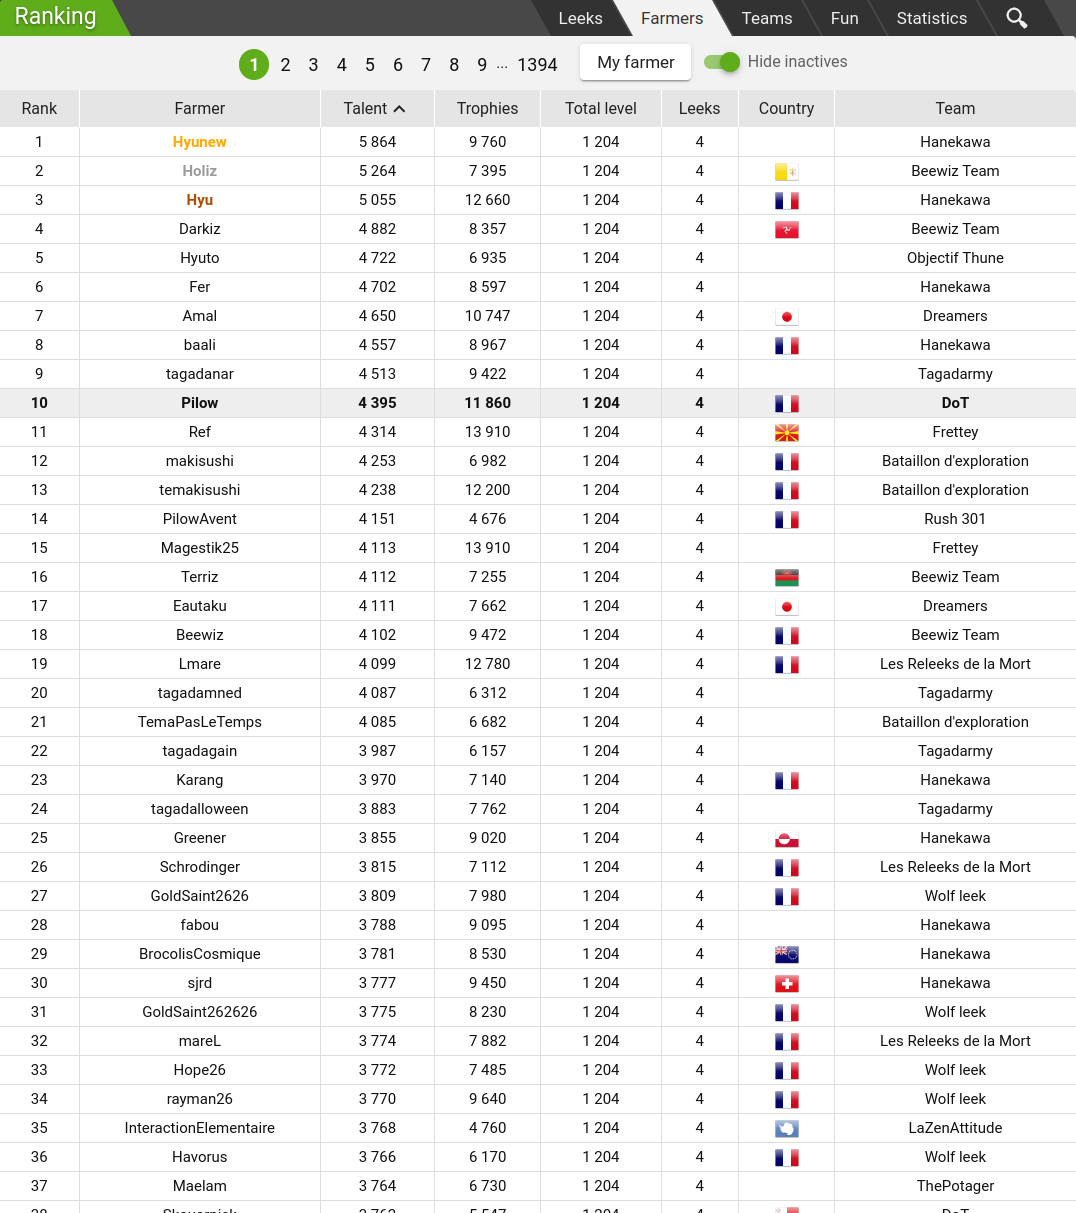 Ranking Leeks Farmers Teams Fun Statistics
1 2 3 4 5 6 7 8 9 ... 1394 My farmer Hide inactives
Rank Farmer Talent Trophies Total level Leeks Country Team
1 Hyunew 5 864 9 760 1 204 4 Hanekawa
2 Holiz 5 264 7 395 1 204 4 Beewiz Team
3 Hyu 5 055 12 660 1 204 4 Hanekawa
4 Darkiz 4 882 8 357 1 204 4 Beewiz Team
5 Hyuto 4 722 6 935 1 204 4 Objectif Thune
6 Fer 4 702 8 597 1 204 4 Hanekawa
7 Amal 4 650 10 747 1 204 4 Dreamers
8 baali 4 557 8 967 1 204 4 Hanekawa
9 tagadanar 4 513 9 422 1 204 4 Tagadarmy
10 Pilow 4 395 11 860 1 204 4 DoT
11 Ref 4 314 13 910 1 204 4 Frettey
12 makisushi 4 253 6 982 1 204 4 Bataillon d'exploration
13 temakisushi 4 238 12 200 1 204 4 Bataillon d'exploration
14 PilowAvent 4 151 4 676 1 204 4 Rush 301
15 Magestik25 4 113 13 910 1 204 4 Frettey
16 Terriz 4 112 7 255 1 204 4 Beewiz Team
17 Eautaku 4 111 7 662 1 204 4 Dreamers
18 Beewiz 4 102 9 472 1 204 4 Beewiz Team
19 Lmare 4 099 12 780 1 204 4 Les Releeks de la Mort
20 tagadamned 4 087 6 312 1 204 4 Tagadarmy
21 TemaPasLeTemps 4 085 6 682 1 204 4 Bataillon d'exploration
22 tagadagain 3 987 6 157 1 204 4 Tagadarmy
23 Karang 3 970 7 140 1 204 4 Hanekawa
24 tagadalloween 3 883 7 762 1 204 4 Tagadarmy
25 Greener 3 855 9 020 1 204 4 Hanekawa
26 Schrodinger 3 815 7 112 1 204 4 Les Releeks de la Mort
27 GoldSaint2626 3 809 7 980 1 204 4 Wolf leek
28 fabou 3 788 9 095 1 204 4 Hanekawa
29 BrocolisCosmique 3 781 8 530 1 204 4 Hanekawa
30 sjrd 3 777 9 450 1 204 4 Hanekawa
31 GoldSaint262626 3 775 8 230 1 204 4 Wolf leek
32 mareL 3 774 7 882 1 204 4 Les Releeks de la Mort
33 Hope26 3 772 7 485 1 204 4 Wolf leek
34 rayman26 3 770 9 640 1 204 4 Wolf leek
35 InteractionElementaire 3 768 4 760 1 204 4 LaZenAttitude
36 Havorus 3 766 6 170 1 204 4 Wolf leek
37 Maelam 3 764 6 730 1 204 4 ThePotager